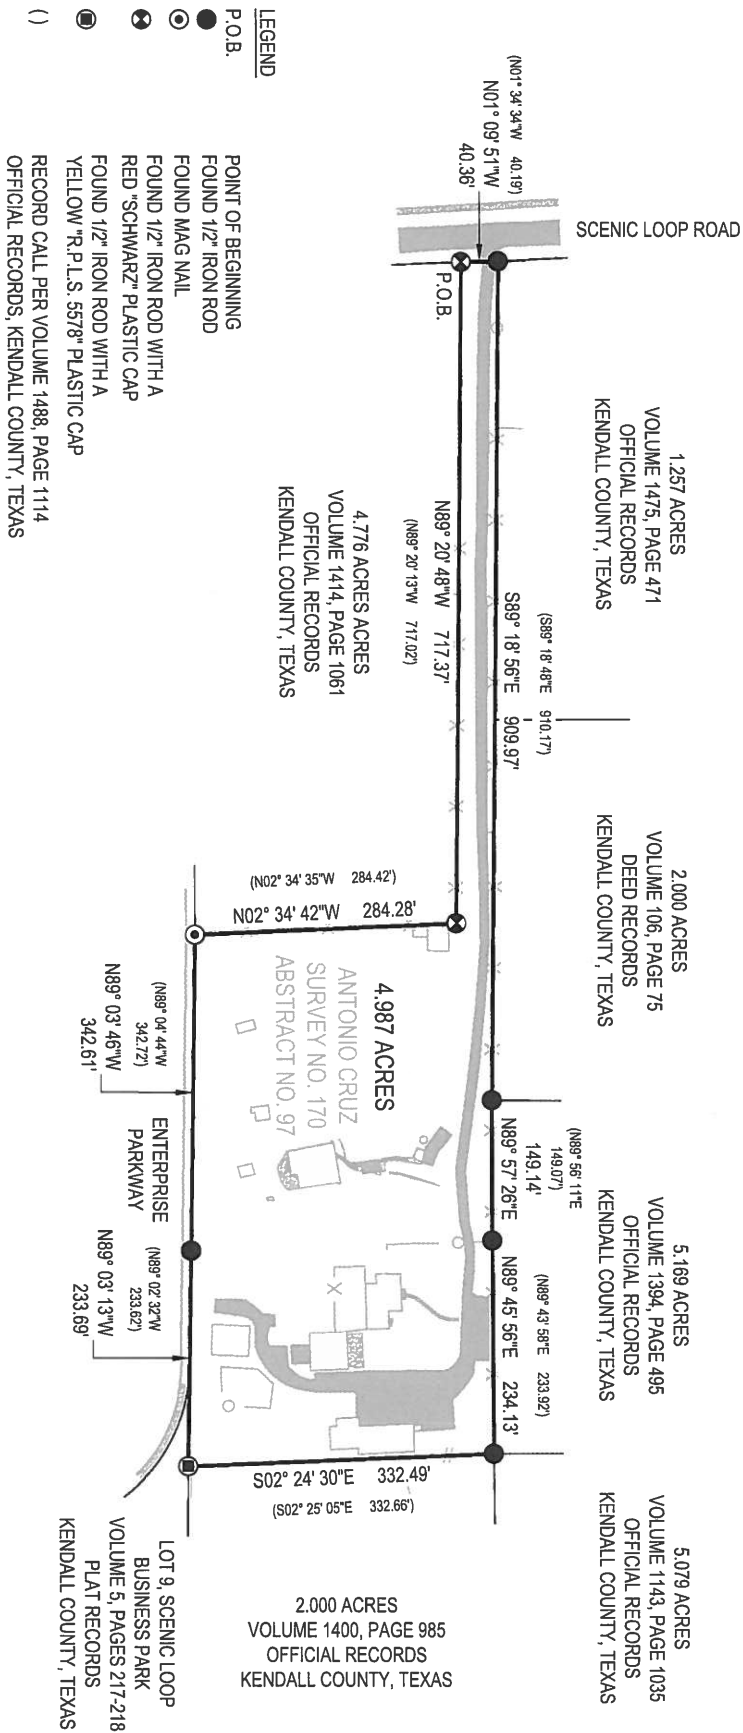 LEGEND
P.O.B. POINT OF BEGINNING
FOUND 1/2" IRON ROD
FOUND MAG NAIL
FOUND 1/2" IRON ROD WITH A
RED "SCHWARZ" PLASTIC CAP
FOUND 1/2" IRON ROD WITH A
YELLOW "R.P.L.S. 5578" PLASTIC CAP
( ) RECORD CALL PER VOLUME 1488, PAGE 1114
OFFICIAL RECORDS, KENDALL COUNTY, TEXAS
SCENIC LOOP ROAD
(N01° 34' 34"W 40.19')
N01° 09' 51"W
40.36'
P.O.B.
1.257 ACRES
VOLUME 1475, PAGE 471
OFFICIAL RECORDS
KENDALL COUNTY, TEXAS
(S89° 18' 48"E 910.17')
S89° 18' 56"E 909.97'
N89° 20' 48"W 717.37'
(N89° 20' 13"W 717.02')
4.776 ACRES ACRES
VOLUME 1414, PAGE 1061
OFFICIAL RECORDS
KENDALL COUNTY, TEXAS
2.000 ACRES
VOLUME 106, PAGE 75
DEED RECORDS
KENDALL COUNTY, TEXAS
(N02° 34' 35"W 284.42')
N02° 34' 42"W 284.28'
4.987 ACRES
ANTONIO CRUZ
SURVEY NO. 170
ABSTRACT NO. 97
(N89° 04' 44"W
342.72')
N89° 03' 46"W
342.61'
ENTERPRISE
PARKWAY
(N89° 56' 11"E
149.07')
149.14'
N89° 57' 26"E
5.169 ACRES
VOLUME 1394, PAGE 495
OFFICIAL RECORDS
KENDALL COUNTY, TEXAS
(N89° 43' 58"E 233.92')
N89° 45' 56"E 234.13'
(N89° 02' 32"W
233.62')
N89° 03' 13"W
233.69'
S02° 24' 30"E 332.49'
(S02° 25' 05"E 332.66')
5.079 ACRES
VOLUME 1143, PAGE 1035
OFFICIAL RECORDS
KENDALL COUNTY, TEXAS
2.000 ACRES
VOLUME 1400, PAGE 985
OFFICIAL RECORDS
KENDALL COUNTY, TEXAS
LOT 9, SCENIC LOOP
BUSINESS PARK
VOLUME 5, PAGES 217-218
PLAT RECORDS
KENDALL COUNTY, TEXAS